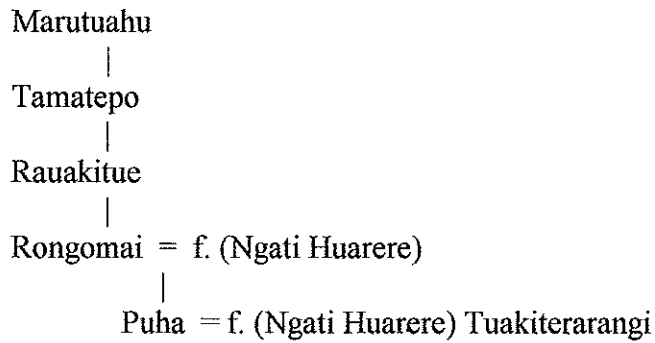 Marutuahu
Tamatepo
Rauakitue
Rongomai = f. (Ngati Huarere)
Puha = f. (Ngati Huarere) Tuakiterarangi